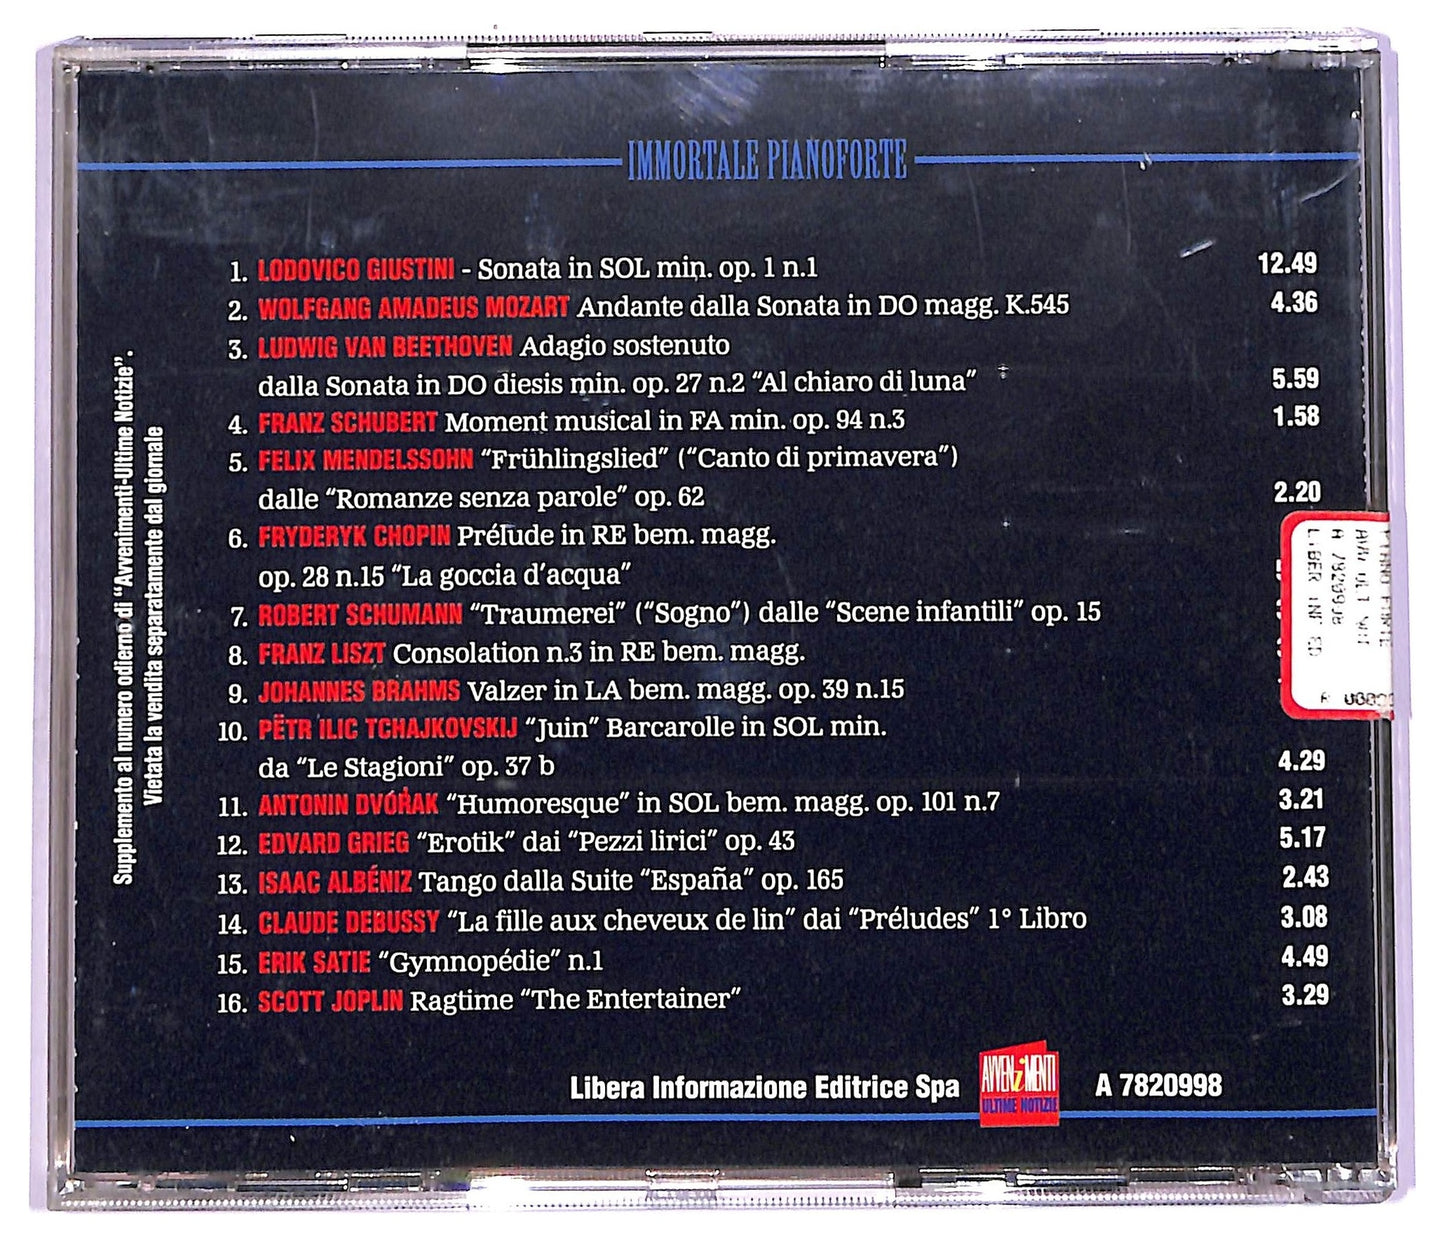 IMMORTALE PIANOFORTE
1. LODOVICO GIUSTINI - Sonata in SOL min. op. 1 n.1 12.49
2. WOLFGANG AMADEUS MOZART Andante dalla Sonata in DO magg. K.545 4.36
3. LUDWIG VAN BEETHOVEN Adagio sostenuto
dalla Sonata in DO diesis min. op. 27 n.2 “Al chiaro di luna” 5.59
4. FRANZ SCHUBERT Moment musical in FA min. op. 94 n.3 1.58
5. FELIX MENDELSSOHN “Frühlingslied” (“Canto di primavera”)
dalle “Romanze senza parole” op. 62 2.20
6. FRYDERYK CHOPIN Prélude in RE bem. magg.
op. 28 n.15 “La goccia d’acqua”
7. ROBERT SCHUMANN “Traumerei” (“Sogno”) dalle “Scene infantili” op. 15
8. FRANZ LISZT Consolation n.3 in RE bem. magg.
9. JOHANNES BRAHMS Valzer in LA bem. magg. op. 39 n.15
10. PËTR ILIC TCHAJKOVSKIJ “Juin” Barcarolle in SOL min.
da “Le Stagioni” op. 37 b 4.29
11. ANTONIN DVOŘAK “Humoresque” in SOL bem. magg. op. 101 n.7 3.21
12. EDVARD GRIEG “Erotik” dai “Pezzi lirici” op. 43 5.17
13. ISAAC ALBÉNIZ Tango dalla Suite “España” op. 165 2.43
14. CLAUDE DEBUSSY “La fille aux cheveux de lin” dai “Préludes” 1° Libro 3.08
15. ERIK SATIE “Gymnopédie” n.1 4.49
16. SCOTT JOPLIN Ragtime “The Entertainer” 3.29
Supplemento al numero odierno di “Avvenimenti-Ultime Notizie”.
Vietata la vendita separatamente dal giornale
A 7820998
LIBER INF CD
Libera Informazione Editrice Spa
AVVENiMENTI
ULTIME NOTIZIE
A 7820998